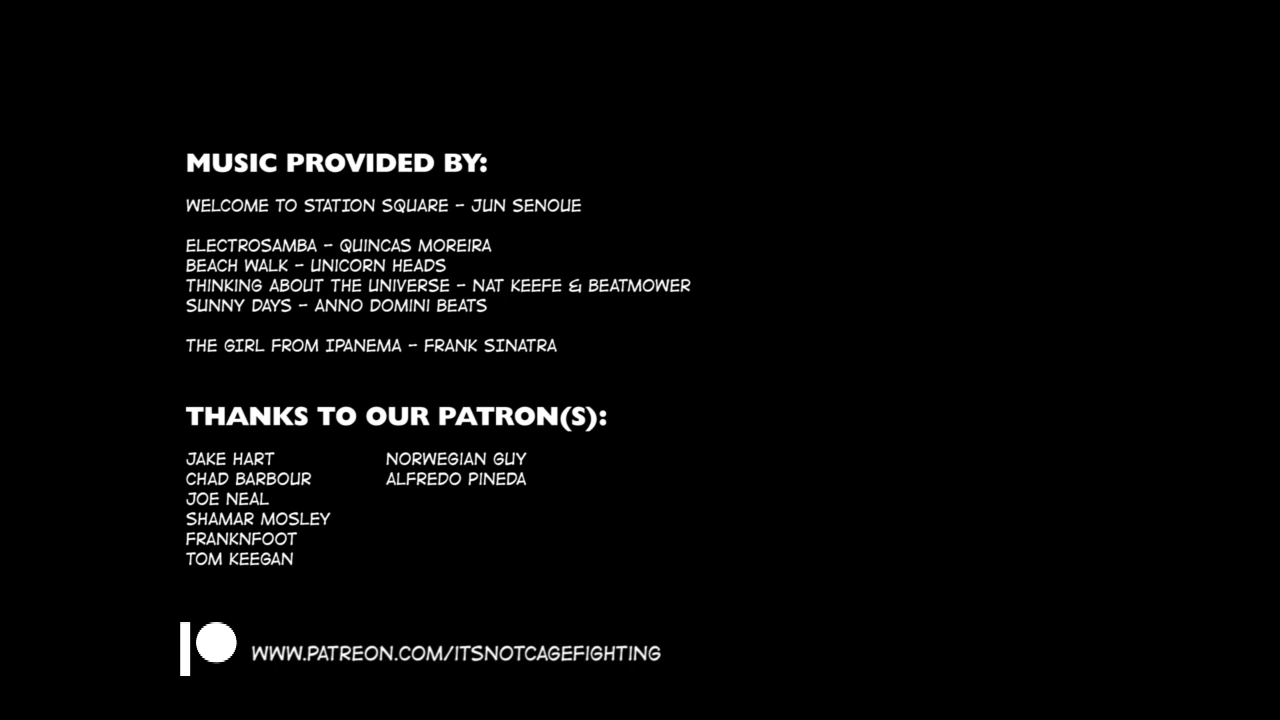 MUSIC PROVIDED BY:
WELCOME TO STATION SQUARE - JUN SENOUE
ELECTROSAMBA - QUINCAS MOREIRA
BEACH WALK - UNICORN HEADS
THINKING ABOUT THE UNIVERSE - NAT KEEFE & BEATMOWER
SUNNY DAYS - ANNO DOMINI BEATS
THE GIRL FROM IPANEMA - FRANK SINATRA
THANKS TO OUR PATRON(S):
JAKE HART
CHAD BARBOUR
JOE NEAL
SHAMAR MOSLEY
FRANKNFOOT
TOM KEEGAN
NORWEGIAN GUY
ALFREDO PINEDA
WWW.PATREON.COM/ITSNOTCAGEFIGHTING